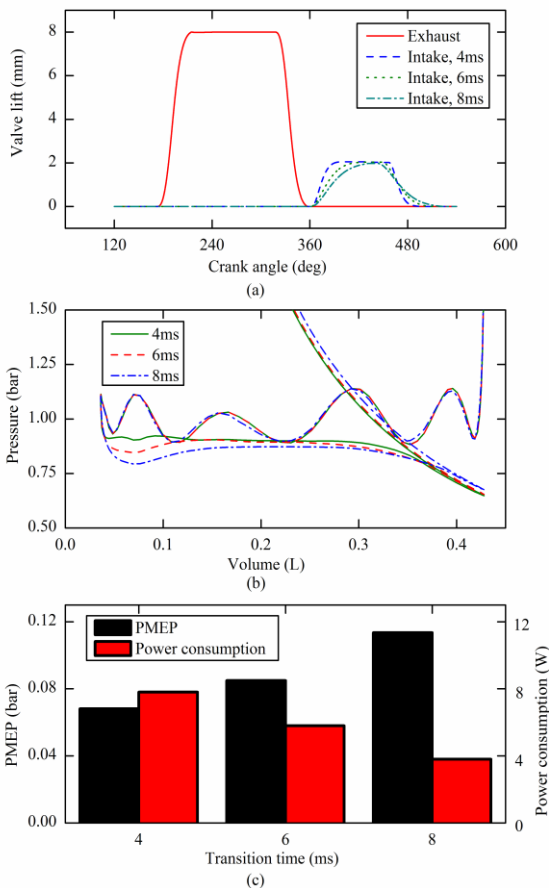 (a)
8
6
4
2
0
Valve lift (mm)
Exhaust
Intake, 4ms
Intake, 6ms
Intake, 8ms
120 240 360 480 600
Crank angle (deg)
(a)
1.50
1.25
1.00
0.75
0.50
Pressure (bar)
4ms
6ms
8ms
0.0 0.1 0.2 0.3 0.4
Volume (L)
(b)
0.12
0.08
0.04
0.00
PMEP (bar)
PMEP
Power consumption
12
8
4
0
Power consumption (W)
4 6 8
Transition time (ms)
(c)